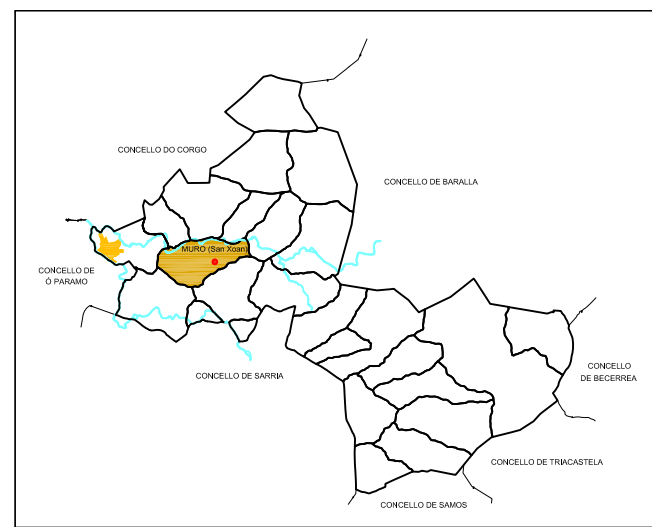 CONCELLO DO CORGO
CONCELLO DE BARALLA
MURO (San Xoan)
CONCELLO DE
Ó PARAMO
CONCELLO DE SARRIA
CONCELLO
DE BECERREA
CONCELLO DE TRIACASTELA
CONCELLO DE SAMOS